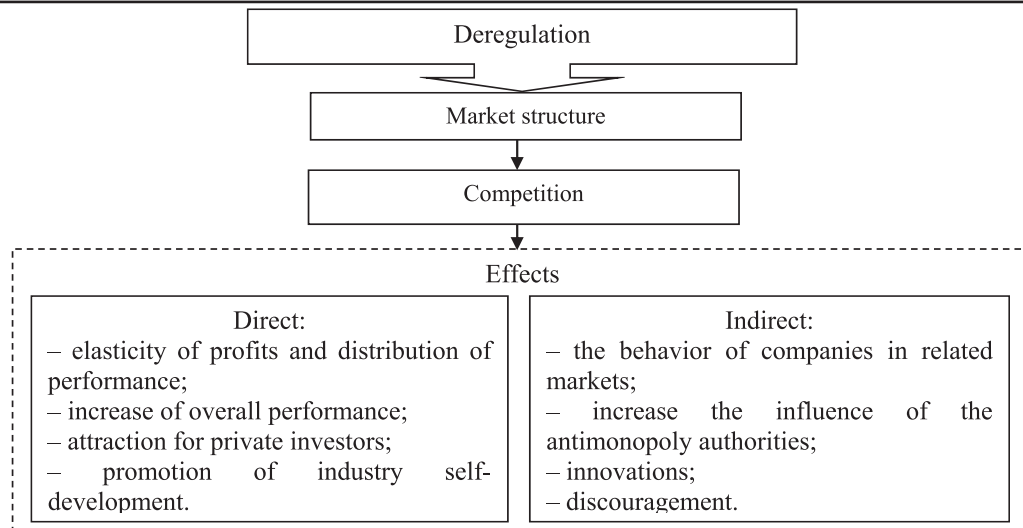 Deregulation
Market structure
Competition
Effects
Direct:
– elasticity of profits and distribution of
performance;
– increase of overall performance;
– attraction for private investors;
– promotion of industry self-
development.
Indirect:
– the behavior of companies in related
markets;
– increase the influence of the
antimonopoly authorities;
– innovations;
– discouragement.